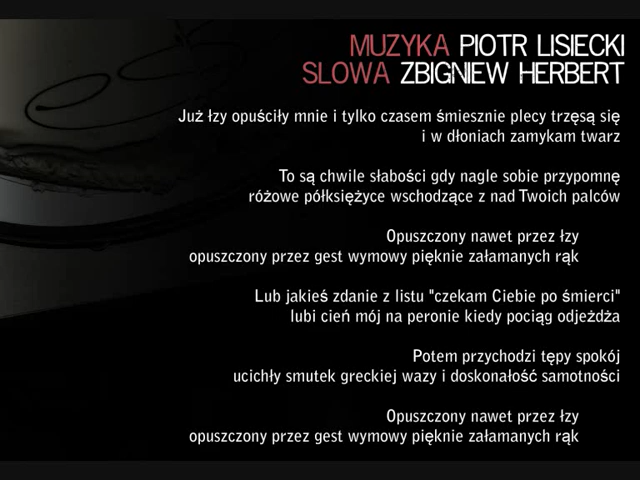 MUZYKA PIOTR LISIECKI
SLOWA ZBIGNIEW HERBERT
Już łzy opuściły mnie i tylko czasem śmiesznie plecy trzęsą się
i w dłoniach zamykam twarz
To są chwile słabości gdy nagle sobie przypomnę
różowe półksiężyce wschodzące z nad Twoich palców
Opuszczony nawet przez łzy
opuszczony przez gest wymowy pięknie załamanych rąk
Lub jakieś zdanie z listu "czekam Ciebie po śmierci"
lubi cień mój na peronie kiedy pociąg odjeżdża
Potem przychodzi tępy spokój
ucichły smutek greckiej wazy i doskonałość samotności
Opuszczony nawet przez łzy
opuszczony przez gest wymowy pięknie załamanych rąk